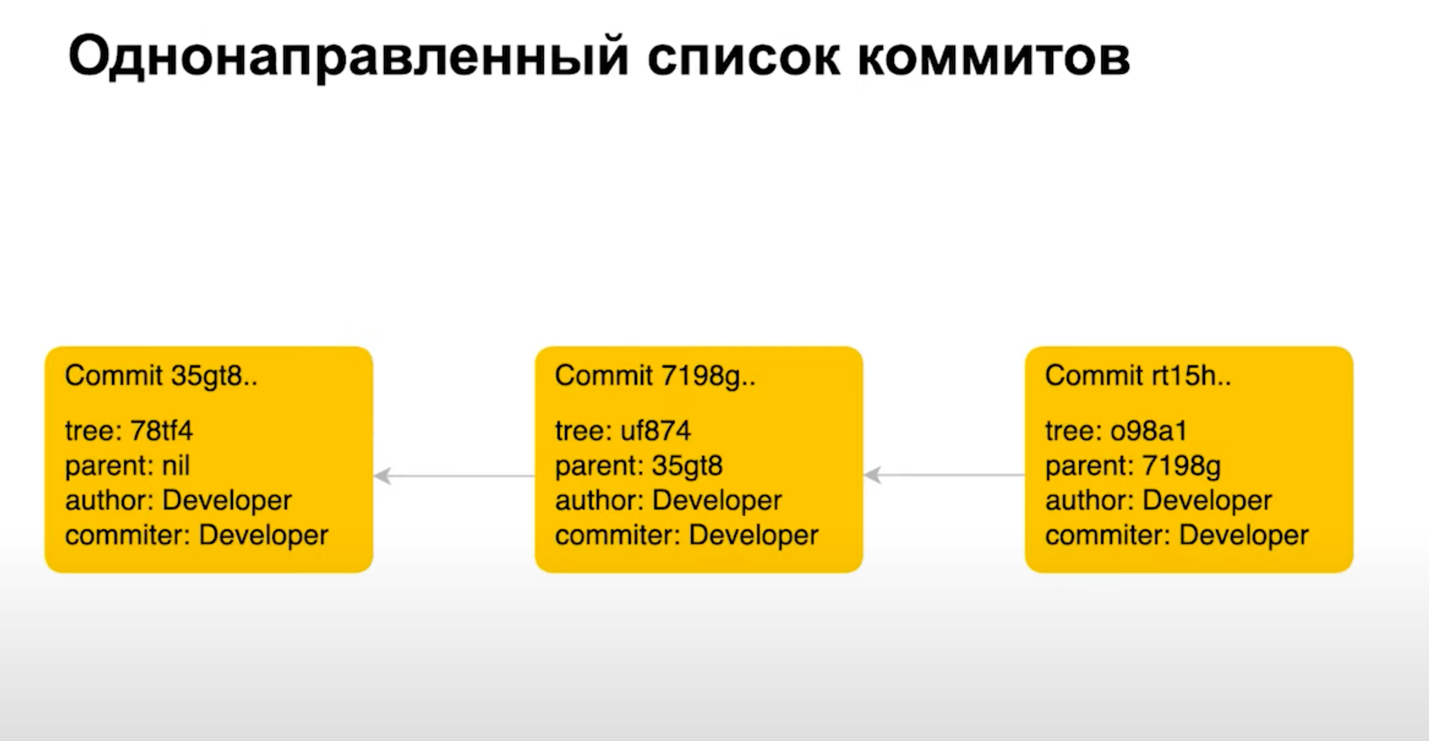 Однонаправленный список коммитов
Commit 35gt8..
tree: 78tf4
parent: nil
author: Developer
commiter: Developer
Commit 7198g..
tree: uf874
parent: 35gt8
author: Developer
commiter: Developer
Commit rt15h..
tree: o98a1
parent: 7198g
author: Developer
commiter: Developer